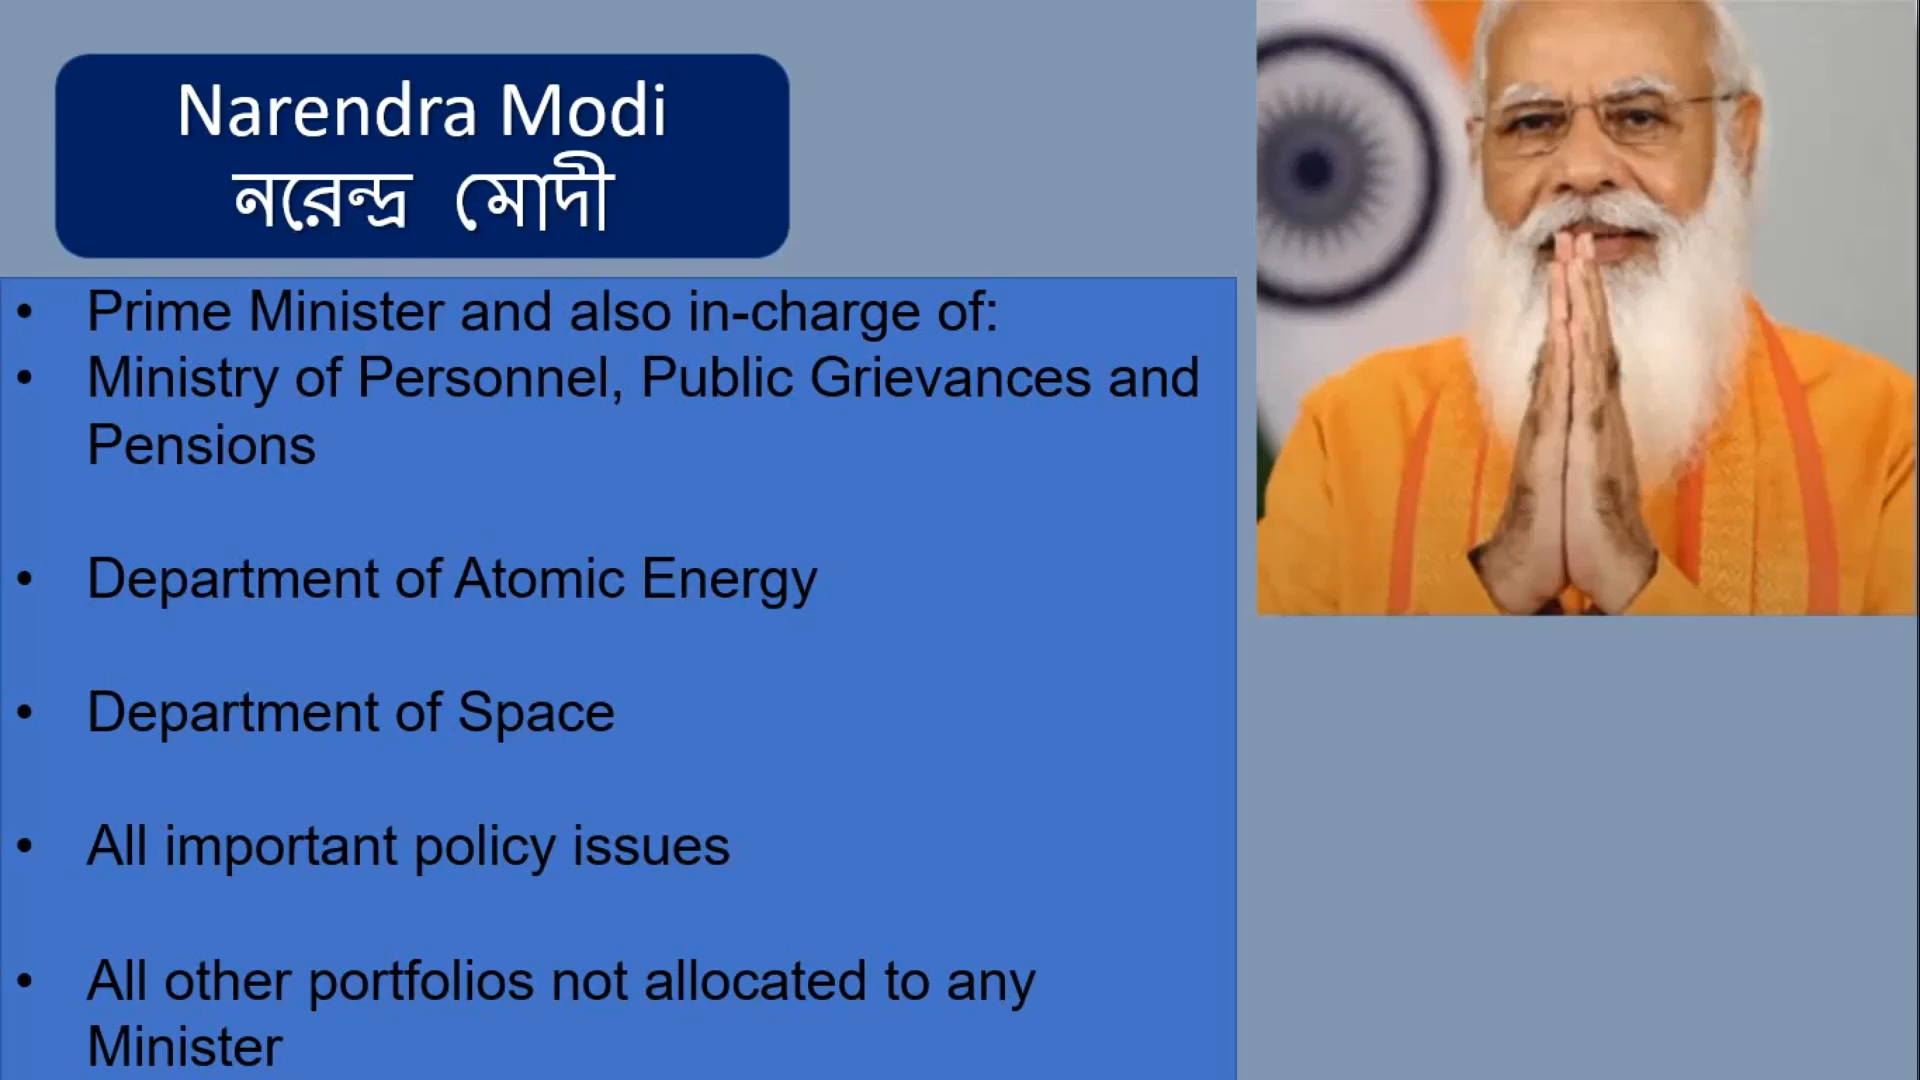 Narendra Modi
নরেন্দ্র মোদী
• Prime Minister and also in-charge of:
• Ministry of Personnel, Public Grievances and
Pensions
• Department of Atomic Energy
• Department of Space
• All important policy issues
• All other portfolios not allocated to any
Minister